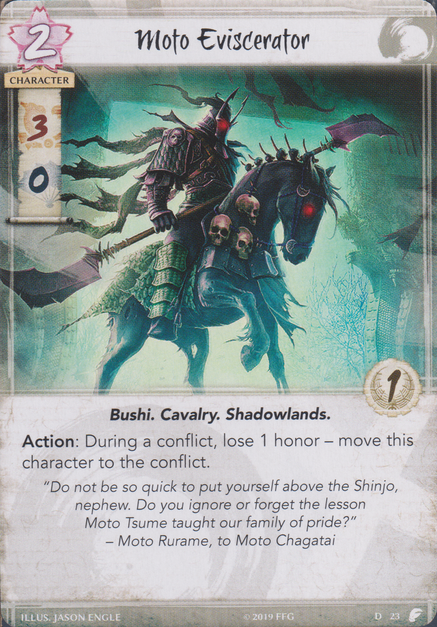 2
Moto Eviscerator
CHARACTER
3
0
1
Bushi. Cavalry. Shadowlands.
Action: During a conflict, lose 1 honor – move this
character to the conflict.
“Do not be so quick to put yourself above the Shinjo,
nephew. Do you ignore or forget the lesson
Moto Tsume taught our family of pride?”
– Moto Rurame, to Moto Chagatai
ILLUS. JASON ENGLE
©2019 FFG
D 23